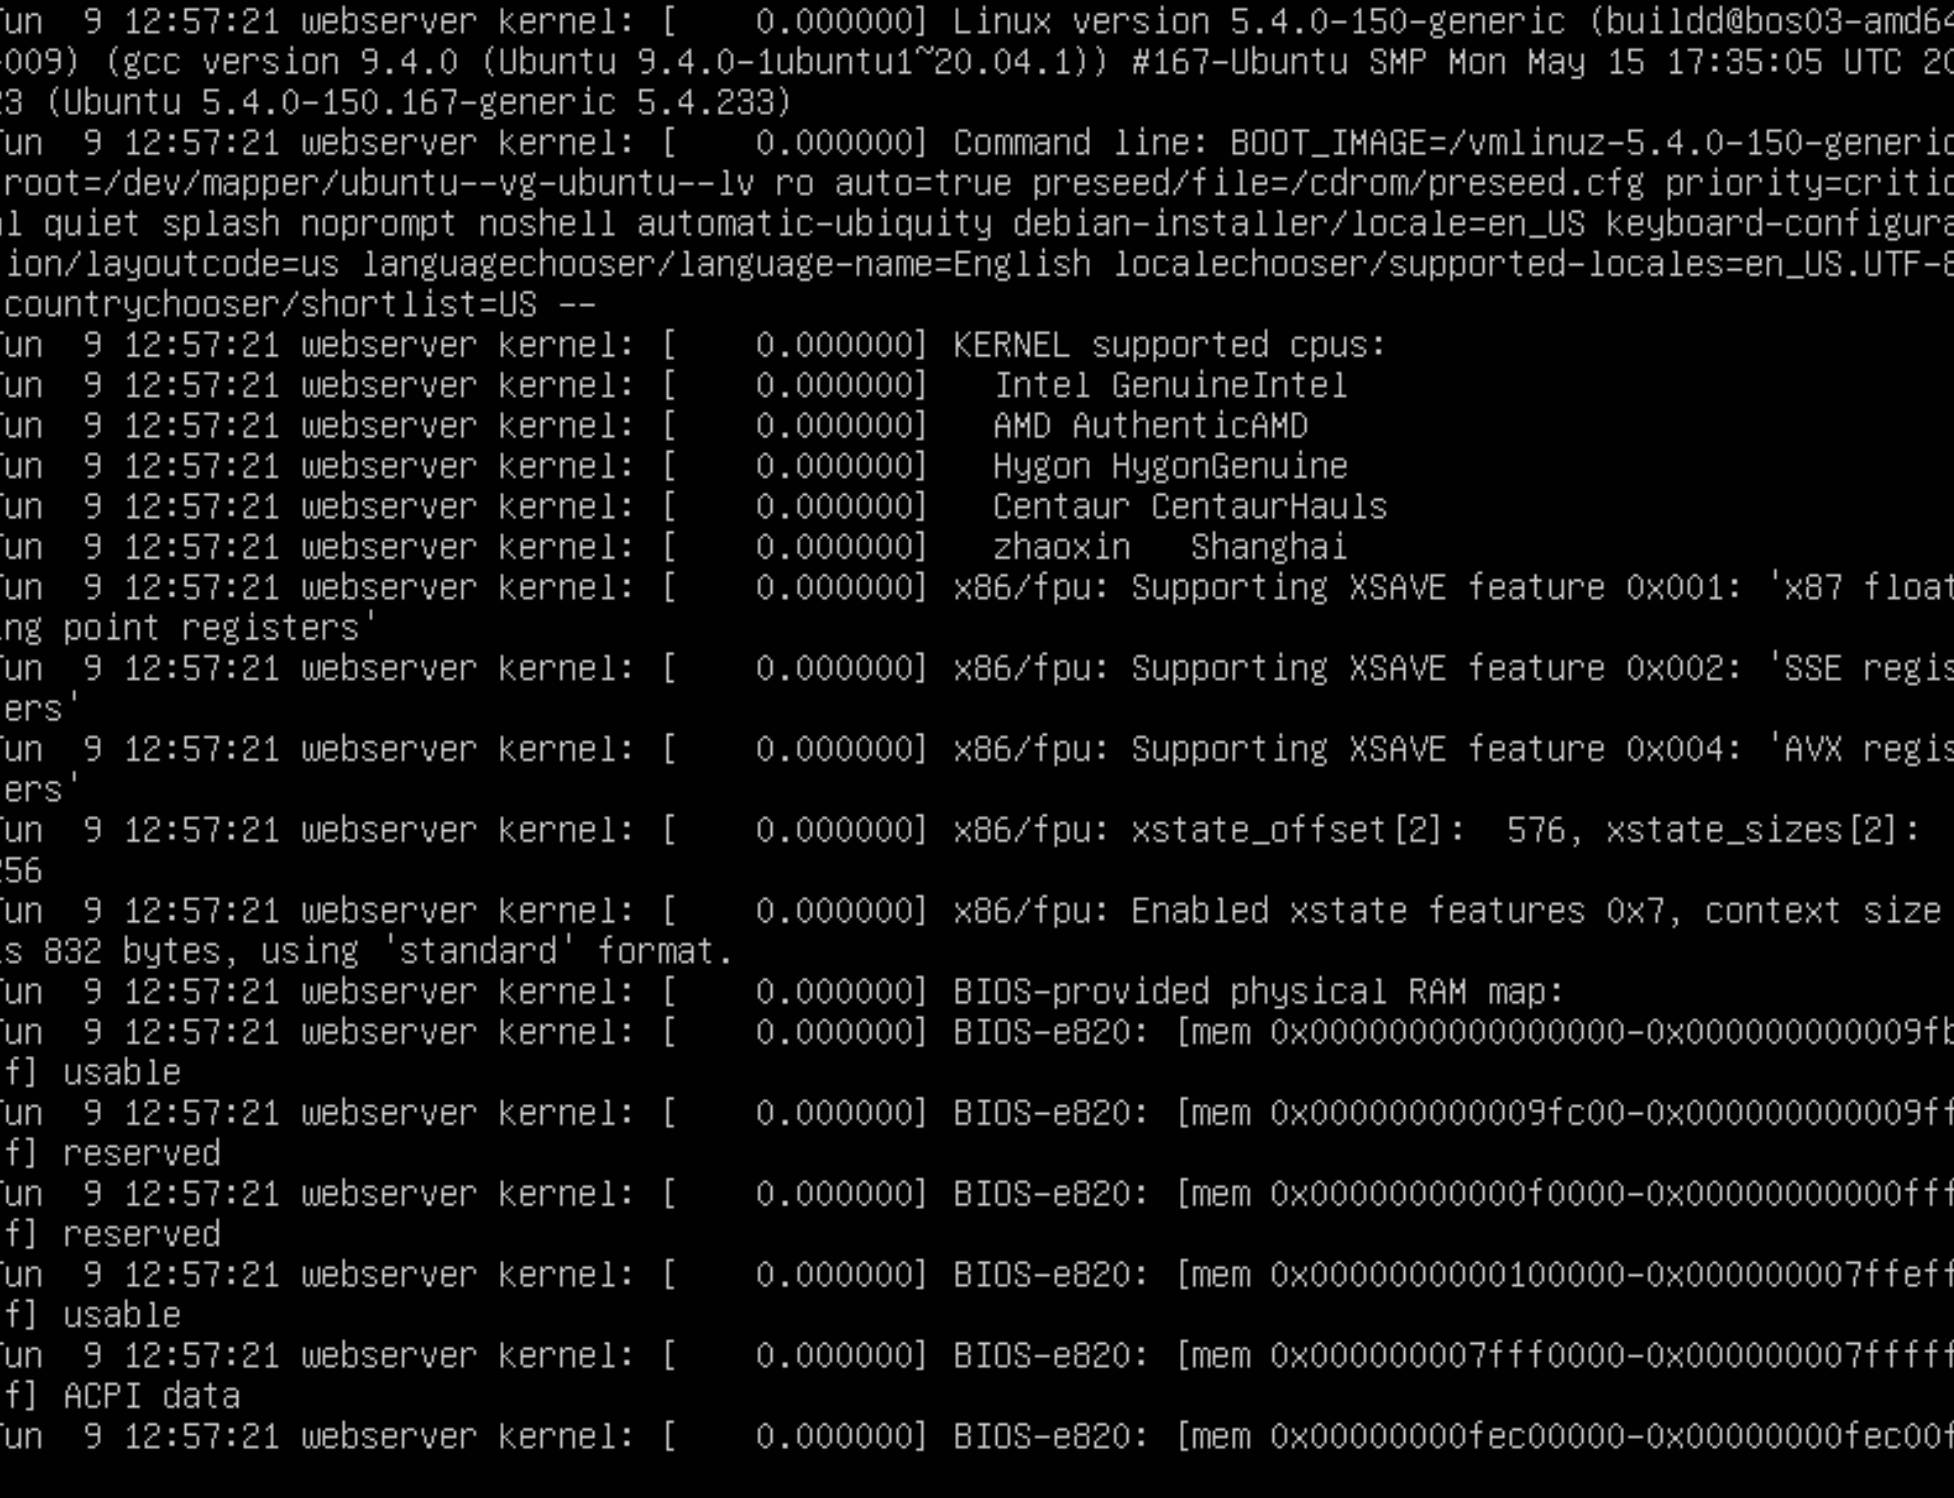 un  9 12:57:21 webserver kernel: [    0.000000] Linux version 5.4.0-150-generic (buildd@bos03-amd64
-009) (gcc version 9.4.0 (Ubuntu 9.4.0-1ubuntu1~20.04.1)) #167-Ubuntu SMP Mon May 15 17:35:05 UTC 20
23 (Ubuntu 5.4.0-150.167-generic 5.4.233)
un  9 12:57:21 webserver kernel: [    0.000000] Command line: BOOT_IMAGE=/vmlinuz-5.4.0-150-generic
root=/dev/mapper/ubuntu--vg-ubuntu--lv ro auto=true preseed/file=/cdrom/preseed.cfg priority=critic
al quiet splash noprompt noshell automatic-ubiquity debian-installer/locale=en_US keyboard-configura
ion/layoutcode=us languagechooser/language-name=English localechooser/supported-locales=en_US.UTF-8
countrychooser/shortlist=US --
un  9 12:57:21 webserver kernel: [    0.000000] KERNEL supported cpus:
un  9 12:57:21 webserver kernel: [    0.000000]   Intel GenuineIntel
un  9 12:57:21 webserver kernel: [    0.000000]   AMD AuthenticAMD
un  9 12:57:21 webserver kernel: [    0.000000]   Hygon HygonGenuine
un  9 12:57:21 webserver kernel: [    0.000000]   Centaur CentaurHauls
un  9 12:57:21 webserver kernel: [    0.000000]   zhaoxin   Shanghai
un  9 12:57:21 webserver kernel: [    0.000000] x86/fpu: Supporting XSAVE feature 0x001: 'x87 float
ing point registers'
un  9 12:57:21 webserver kernel: [    0.000000] x86/fpu: Supporting XSAVE feature 0x002: 'SSE regis
ers'
un  9 12:57:21 webserver kernel: [    0.000000] x86/fpu: Supporting XSAVE feature 0x004: 'AVX regis
ers'
un  9 12:57:21 webserver kernel: [    0.000000] x86/fpu: xstate_offset[2]:  576, xstate_sizes[2]:
256
un  9 12:57:21 webserver kernel: [    0.000000] x86/fpu: Enabled xstate features 0x7, context size
is 832 bytes, using 'standard' format.
un  9 12:57:21 webserver kernel: [    0.000000] BIOS-provided physical RAM map:
un  9 12:57:21 webserver kernel: [    0.000000] BIOS-e820: [mem 0x0000000000000000-0x000000000009fb
f] usable
un  9 12:57:21 webserver kernel: [    0.000000] BIOS-e820: [mem 0x000000000009fc00-0x000000000009ff
f] reserved
un  9 12:57:21 webserver kernel: [    0.000000] BIOS-e820: [mem 0x00000000000f0000-0x00000000000fff
f] reserved
un  9 12:57:21 webserver kernel: [    0.000000] BIOS-e820: [mem 0x0000000000100000-0x000000007ffeff
f] usable
un  9 12:57:21 webserver kernel: [    0.000000] BIOS-e820: [mem 0x000000007fff0000-0x000000007fffff
f] ACPI data
un  9 12:57:21 webserver kernel: [    0.000000] BIOS-e820: [mem 0x00000000fec00000-0x00000000fec00f